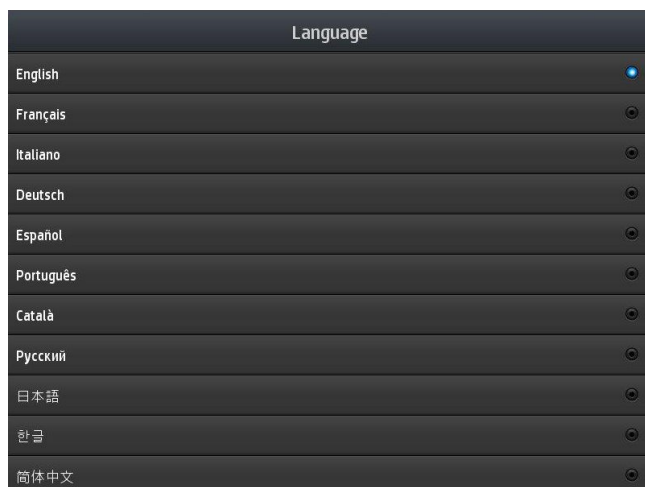 Language
English
Français
Italiano
Deutsch
Español
Português
Català
Русский
日本語
한글
简体中文